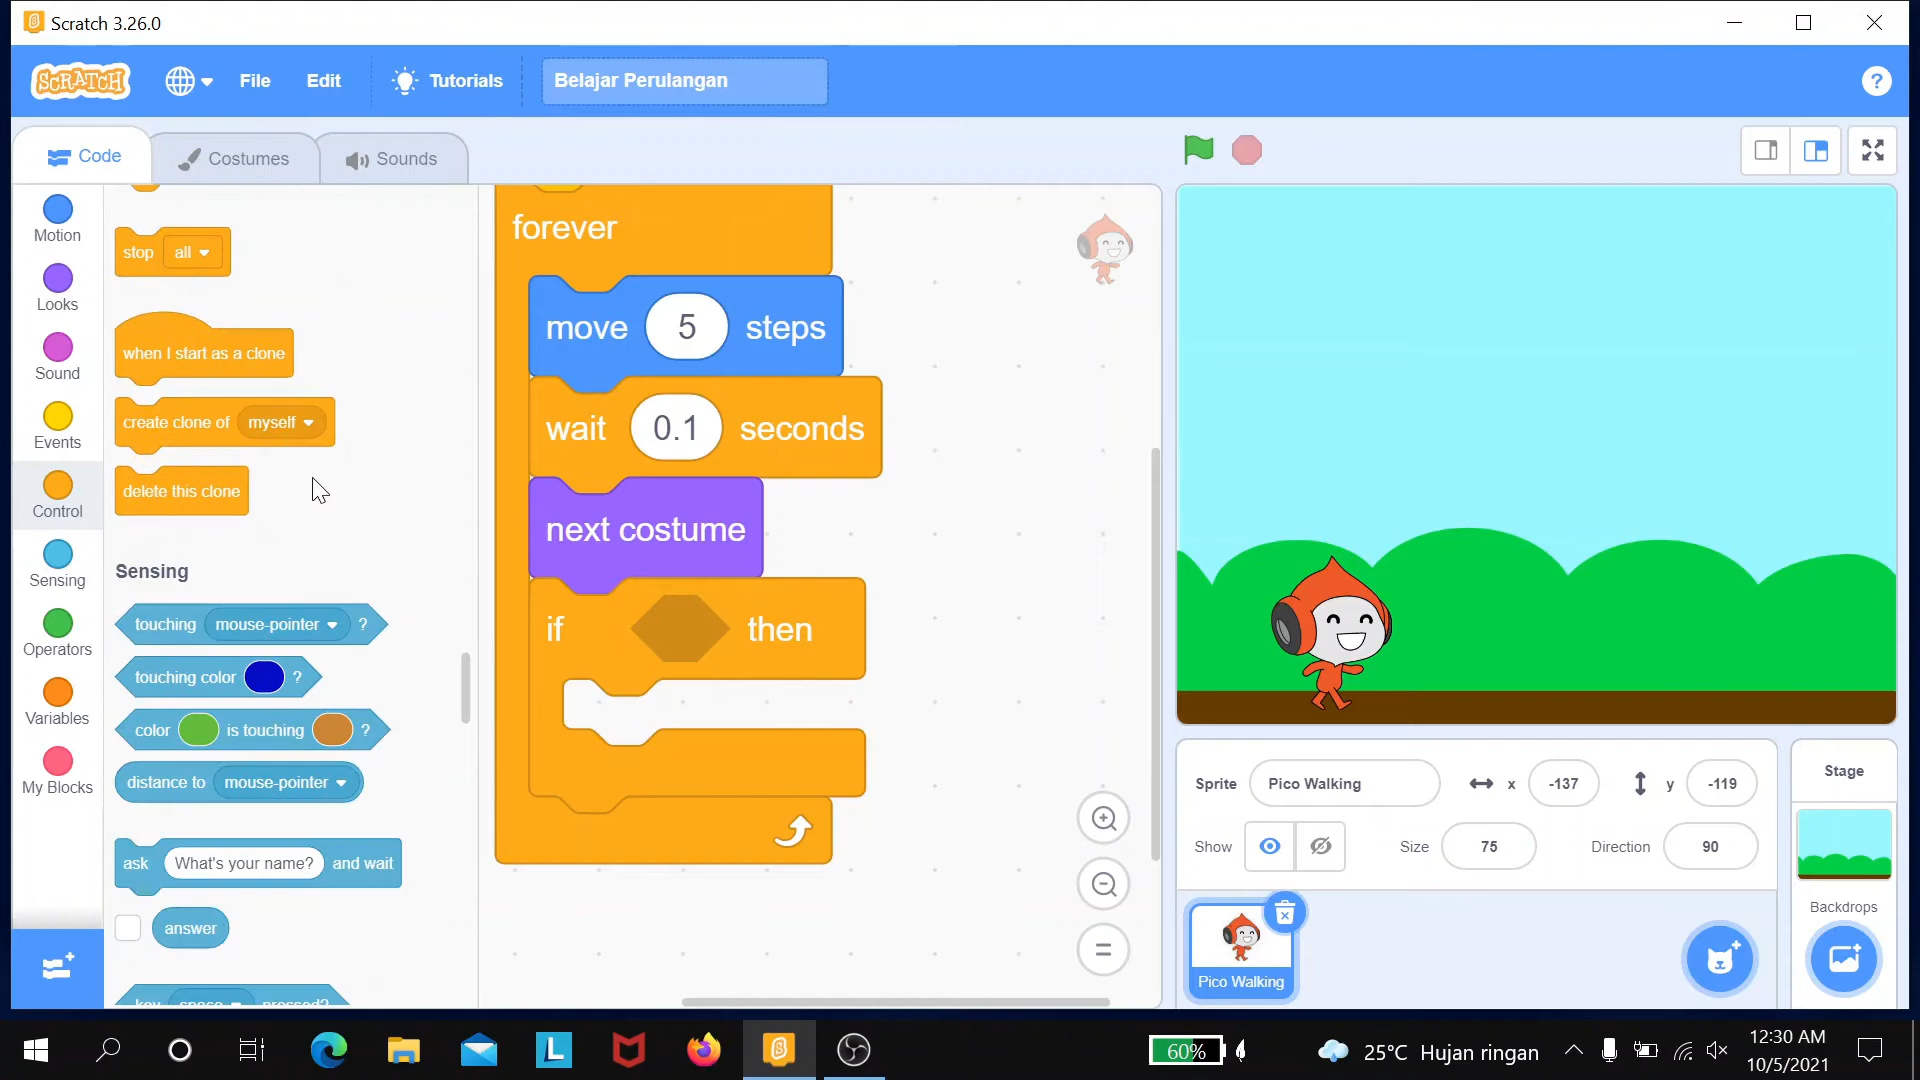 Scratch 3.26.0
SCRATCH
File
Edit
Tutorials
Belajar Perulangan
Code
Costumes
Sounds
Motion
Looks
Sound
Events
Control
Sensing
Operators
Variables
My Blocks
stop all
when I start as a clone
create clone of myself
delete this clone
Sensing
touching mouse-pointer ?
touching color ?
color is touching ?
distance to mouse-pointer
ask What's your name? and wait
answer
key space pressed?
forever
move 5 steps
wait 0.1 seconds
next costume
if then
Sprite Pico Walking x -137 y -119
Show Size 75 Direction 90
Pico Walking
Stage
Backdrops
60%
25°C Hujan ringan
12:30 AM
10/5/2021